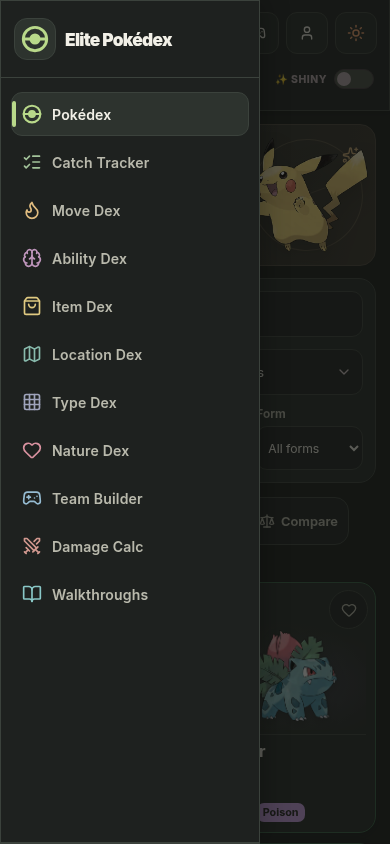 Elite Pokédex
✨ SHINY
Pokédex
Catch Tracker
Move Dex
Ability Dex
Item Dex
Location Dex
Type Dex
Form
Nature Dex
All forms
Team Builder
Compare
Damage Calc
Walkthroughs
Poison